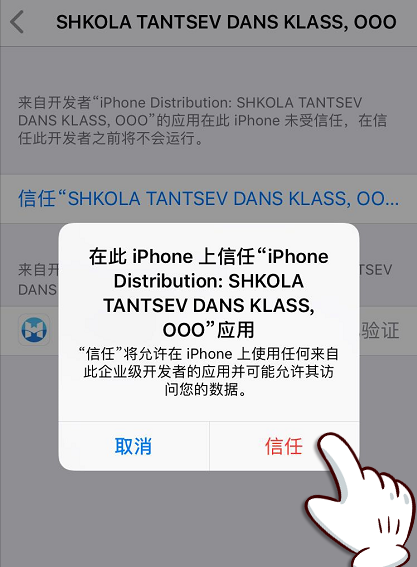 SHKOLA TANTSEV DANS KLASS, OOO
来自开发者“iPhone Distribution: SHKOLA TANTSEV
DANS KLASS, OOO”的应用在此 iPhone 未受信任，在信
任此开发者之前将不会运行。
信任“SHKOLA TANTSEV DANS KLASS, OO...
来自开
TSEV
DANS
验证
在此 iPhone 上信任“iPhone
Distribution: SHKOLA
TANTSEV DANS KLASS,
OOO”应用
“信任”将允许在 iPhone 上使用任何来自
此企业级开发者的应用并可能允许其访
问您的数据。
取消
信任